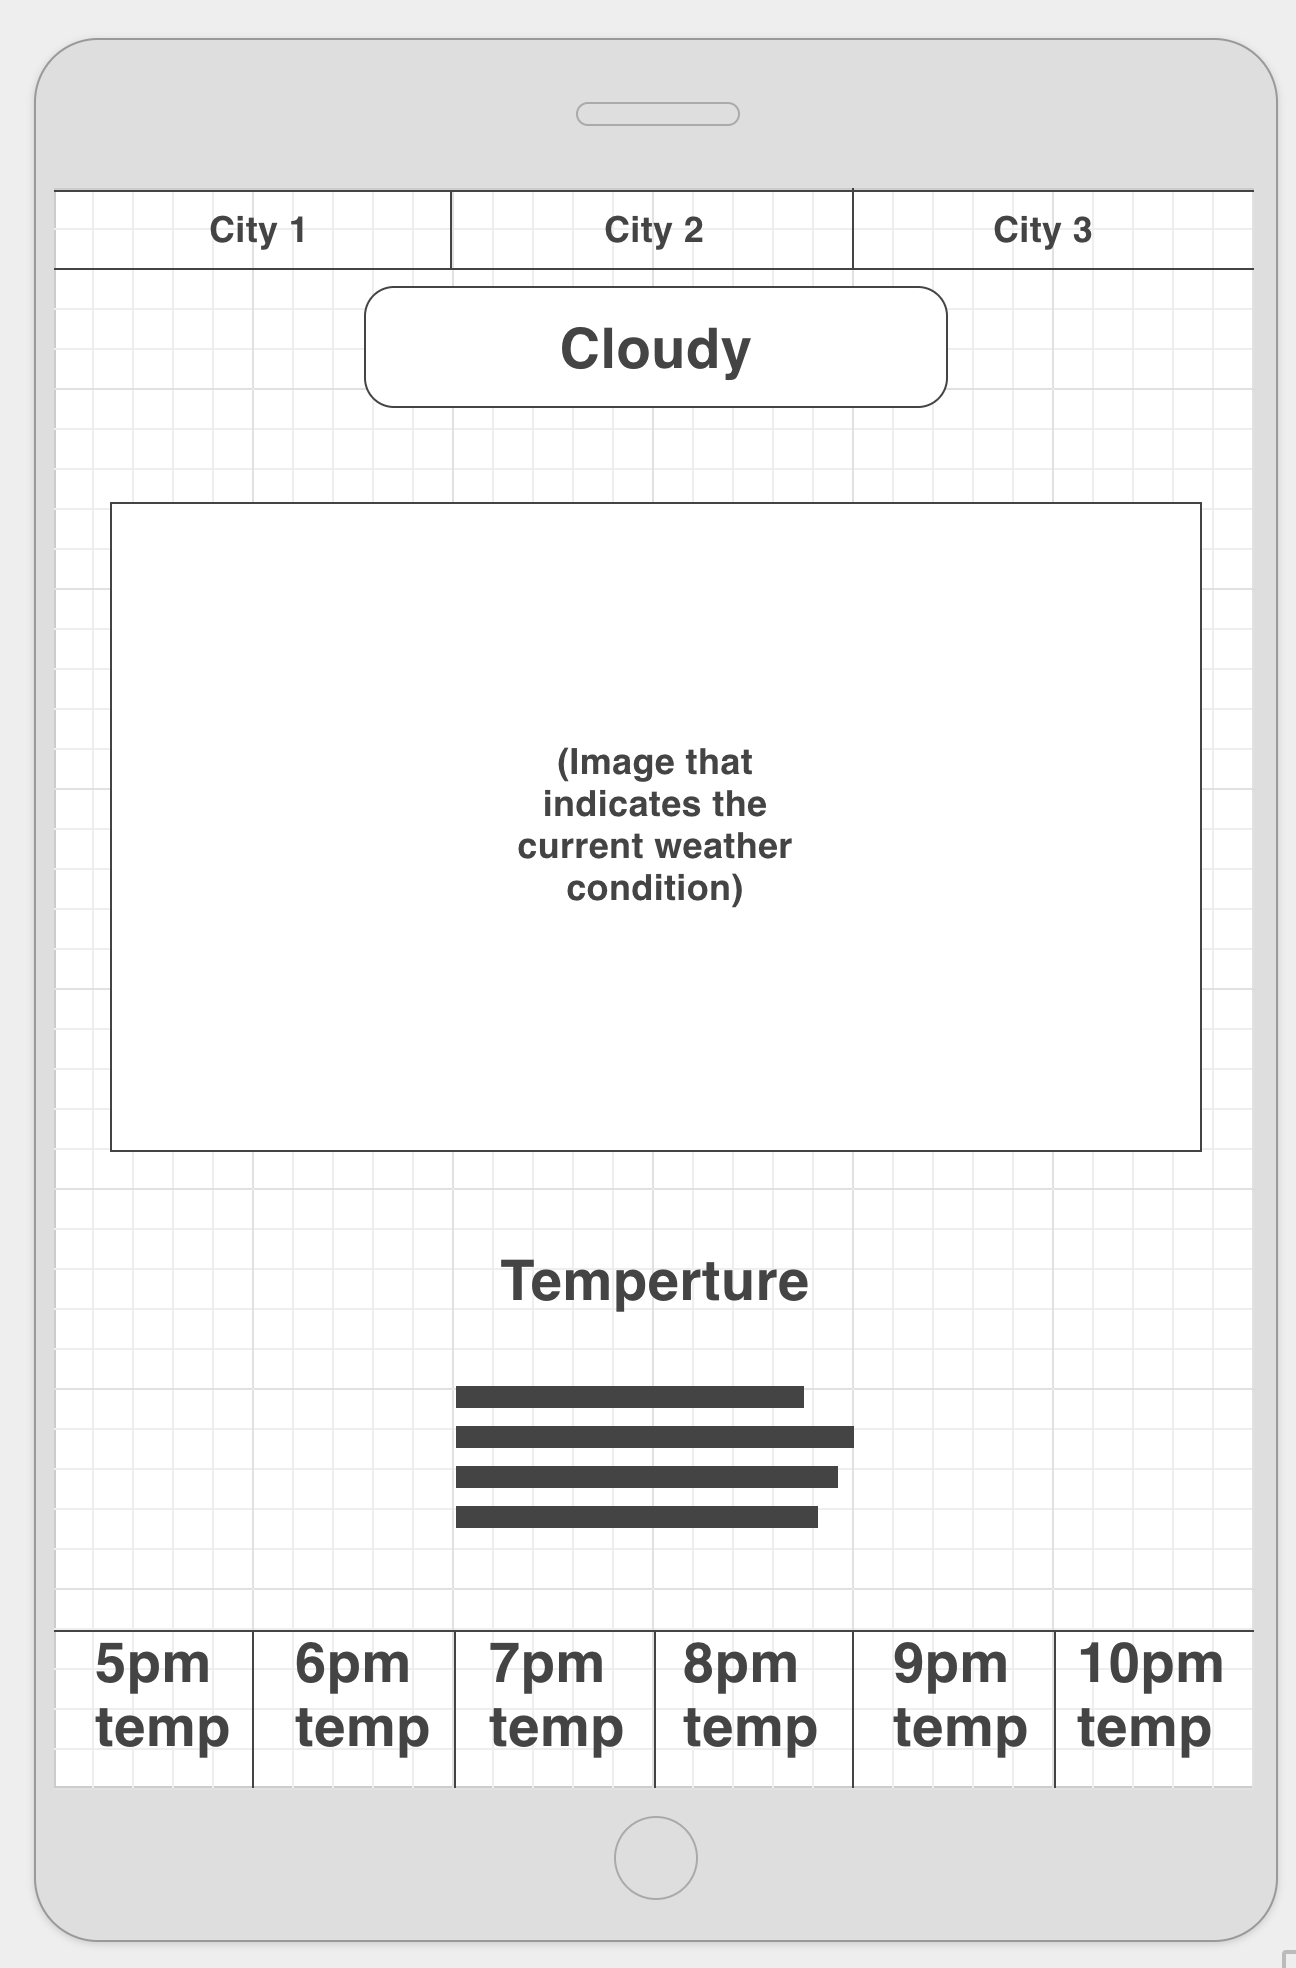 City 1 City 2 City 3
Cloudy
(Image that
indicates the
current weather
condition)
Temperture
5pm 6pm 7pm 8pm 9pm 10pm
temp temp temp temp temp temp